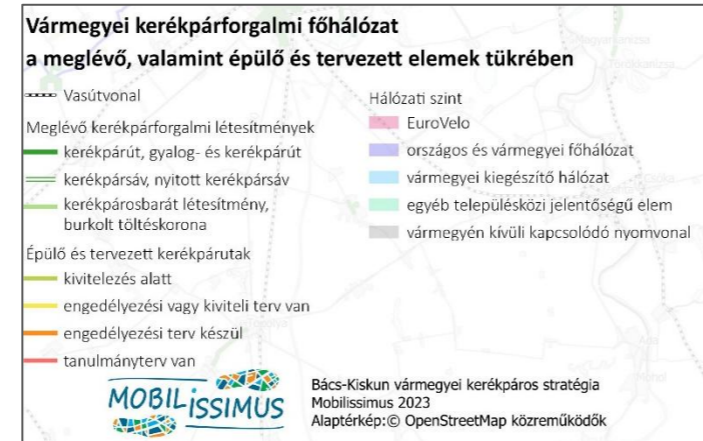 Vármegyei kerékpárforgalmi főhálózat
a meglévő, valamint épülő és tervezett elemek tükrében
Vasútvonal
Meglévő kerékpárforgalmi létesítmények
kerékpárút, gyalog- és kerékpárút
kerékpársáv, nyitott kerékpársáv
kerékpárosbarát létesítmény,
burkolt töltéskorona
Épülő és tervezett kerékpárutak
kivitelezés alatt
engedélyezési vagy kiviteli terv van
engedélyezési terv készül
tanulmányterv van
Hálózati szint
EuroVelo
országos és vármegyei főhálózat
vármegyei kiegészítő hálózat
egyéb településközi jelentőségű elem
vármegyén kívüli kapcsolódó nyomvonal
MOBILISSIMUS
Bács-Kiskun vármegyei kerékpáros stratégia
Mobilissimus 2023
Alaptérkép:© OpenStreetMap közreműködők